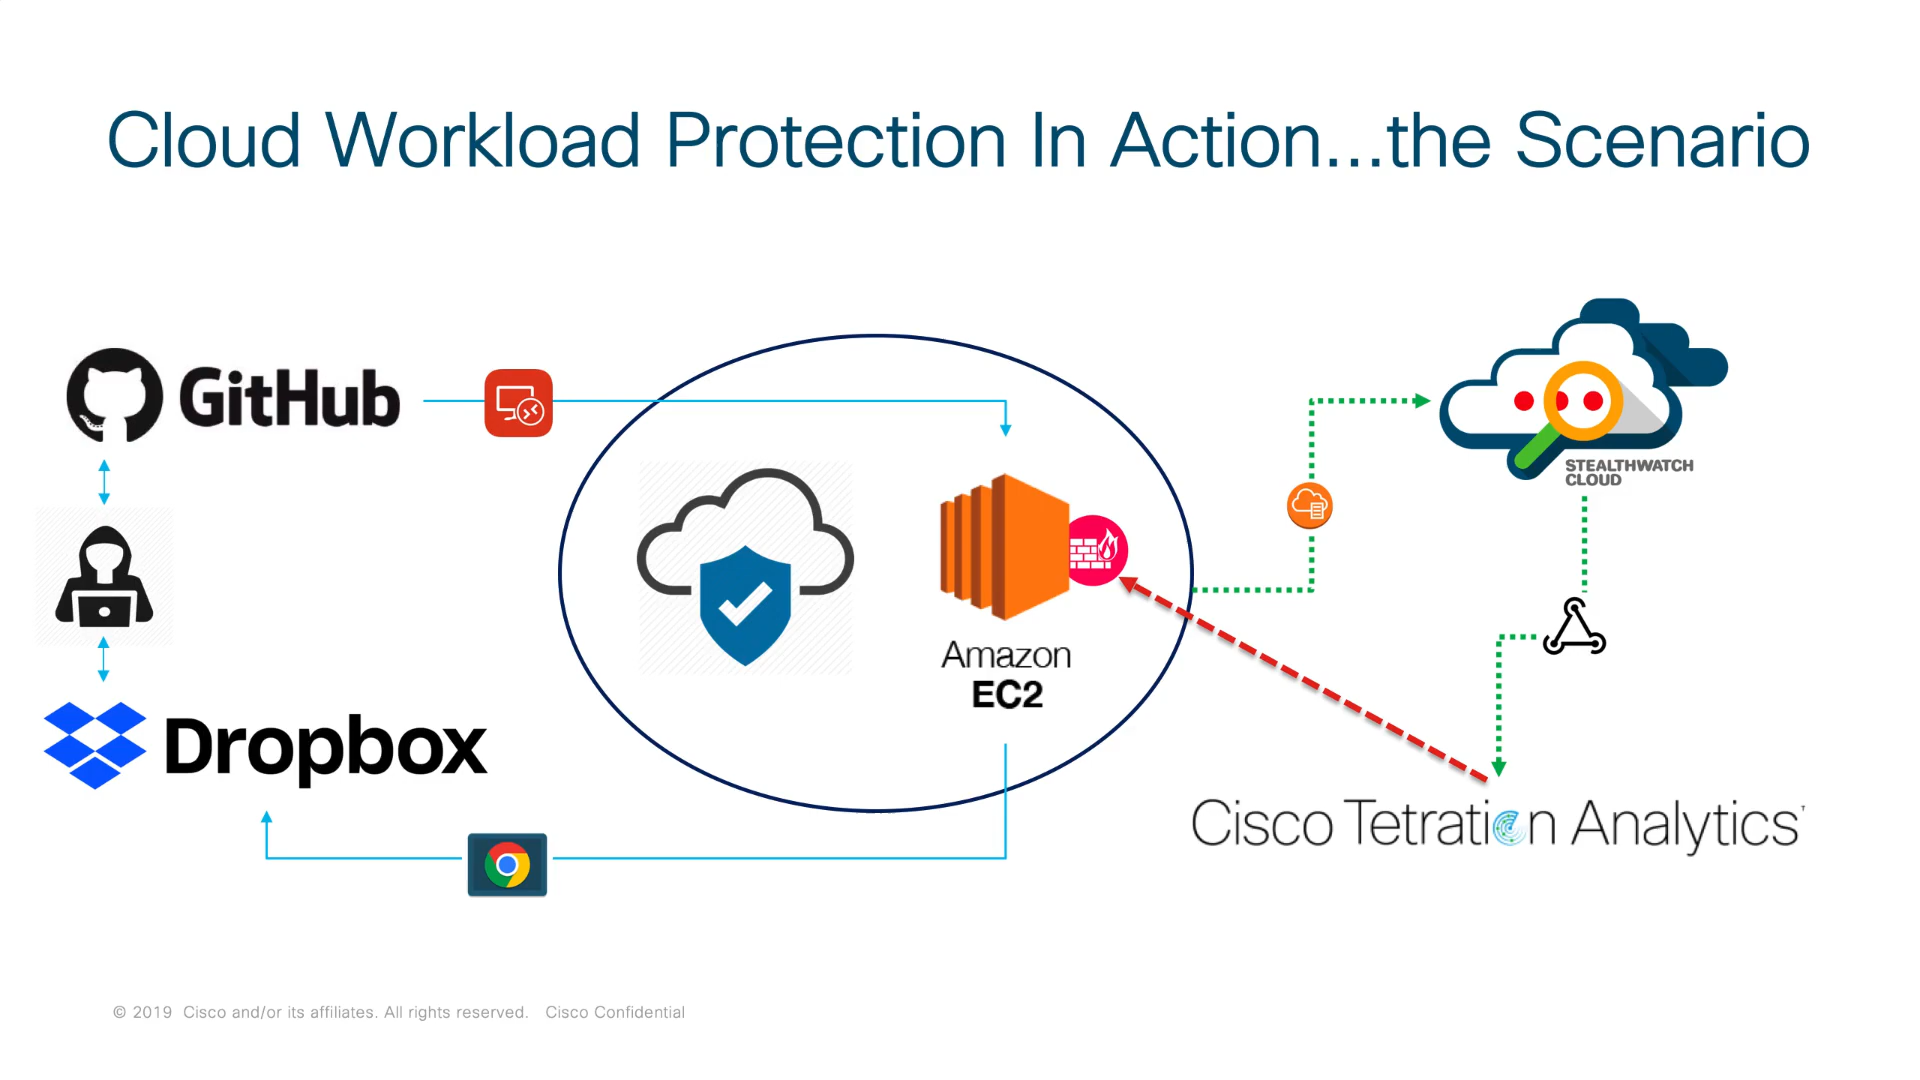 Cloud Workload Protection In Action...the Scenario
GitHub
STEALTHWATCH
CLOUD
Amazon
EC2
Dropbox
Cisco Tetration Analytics
© 2019 Cisco and/or its affiliates. All rights reserved. Cisco Confidential